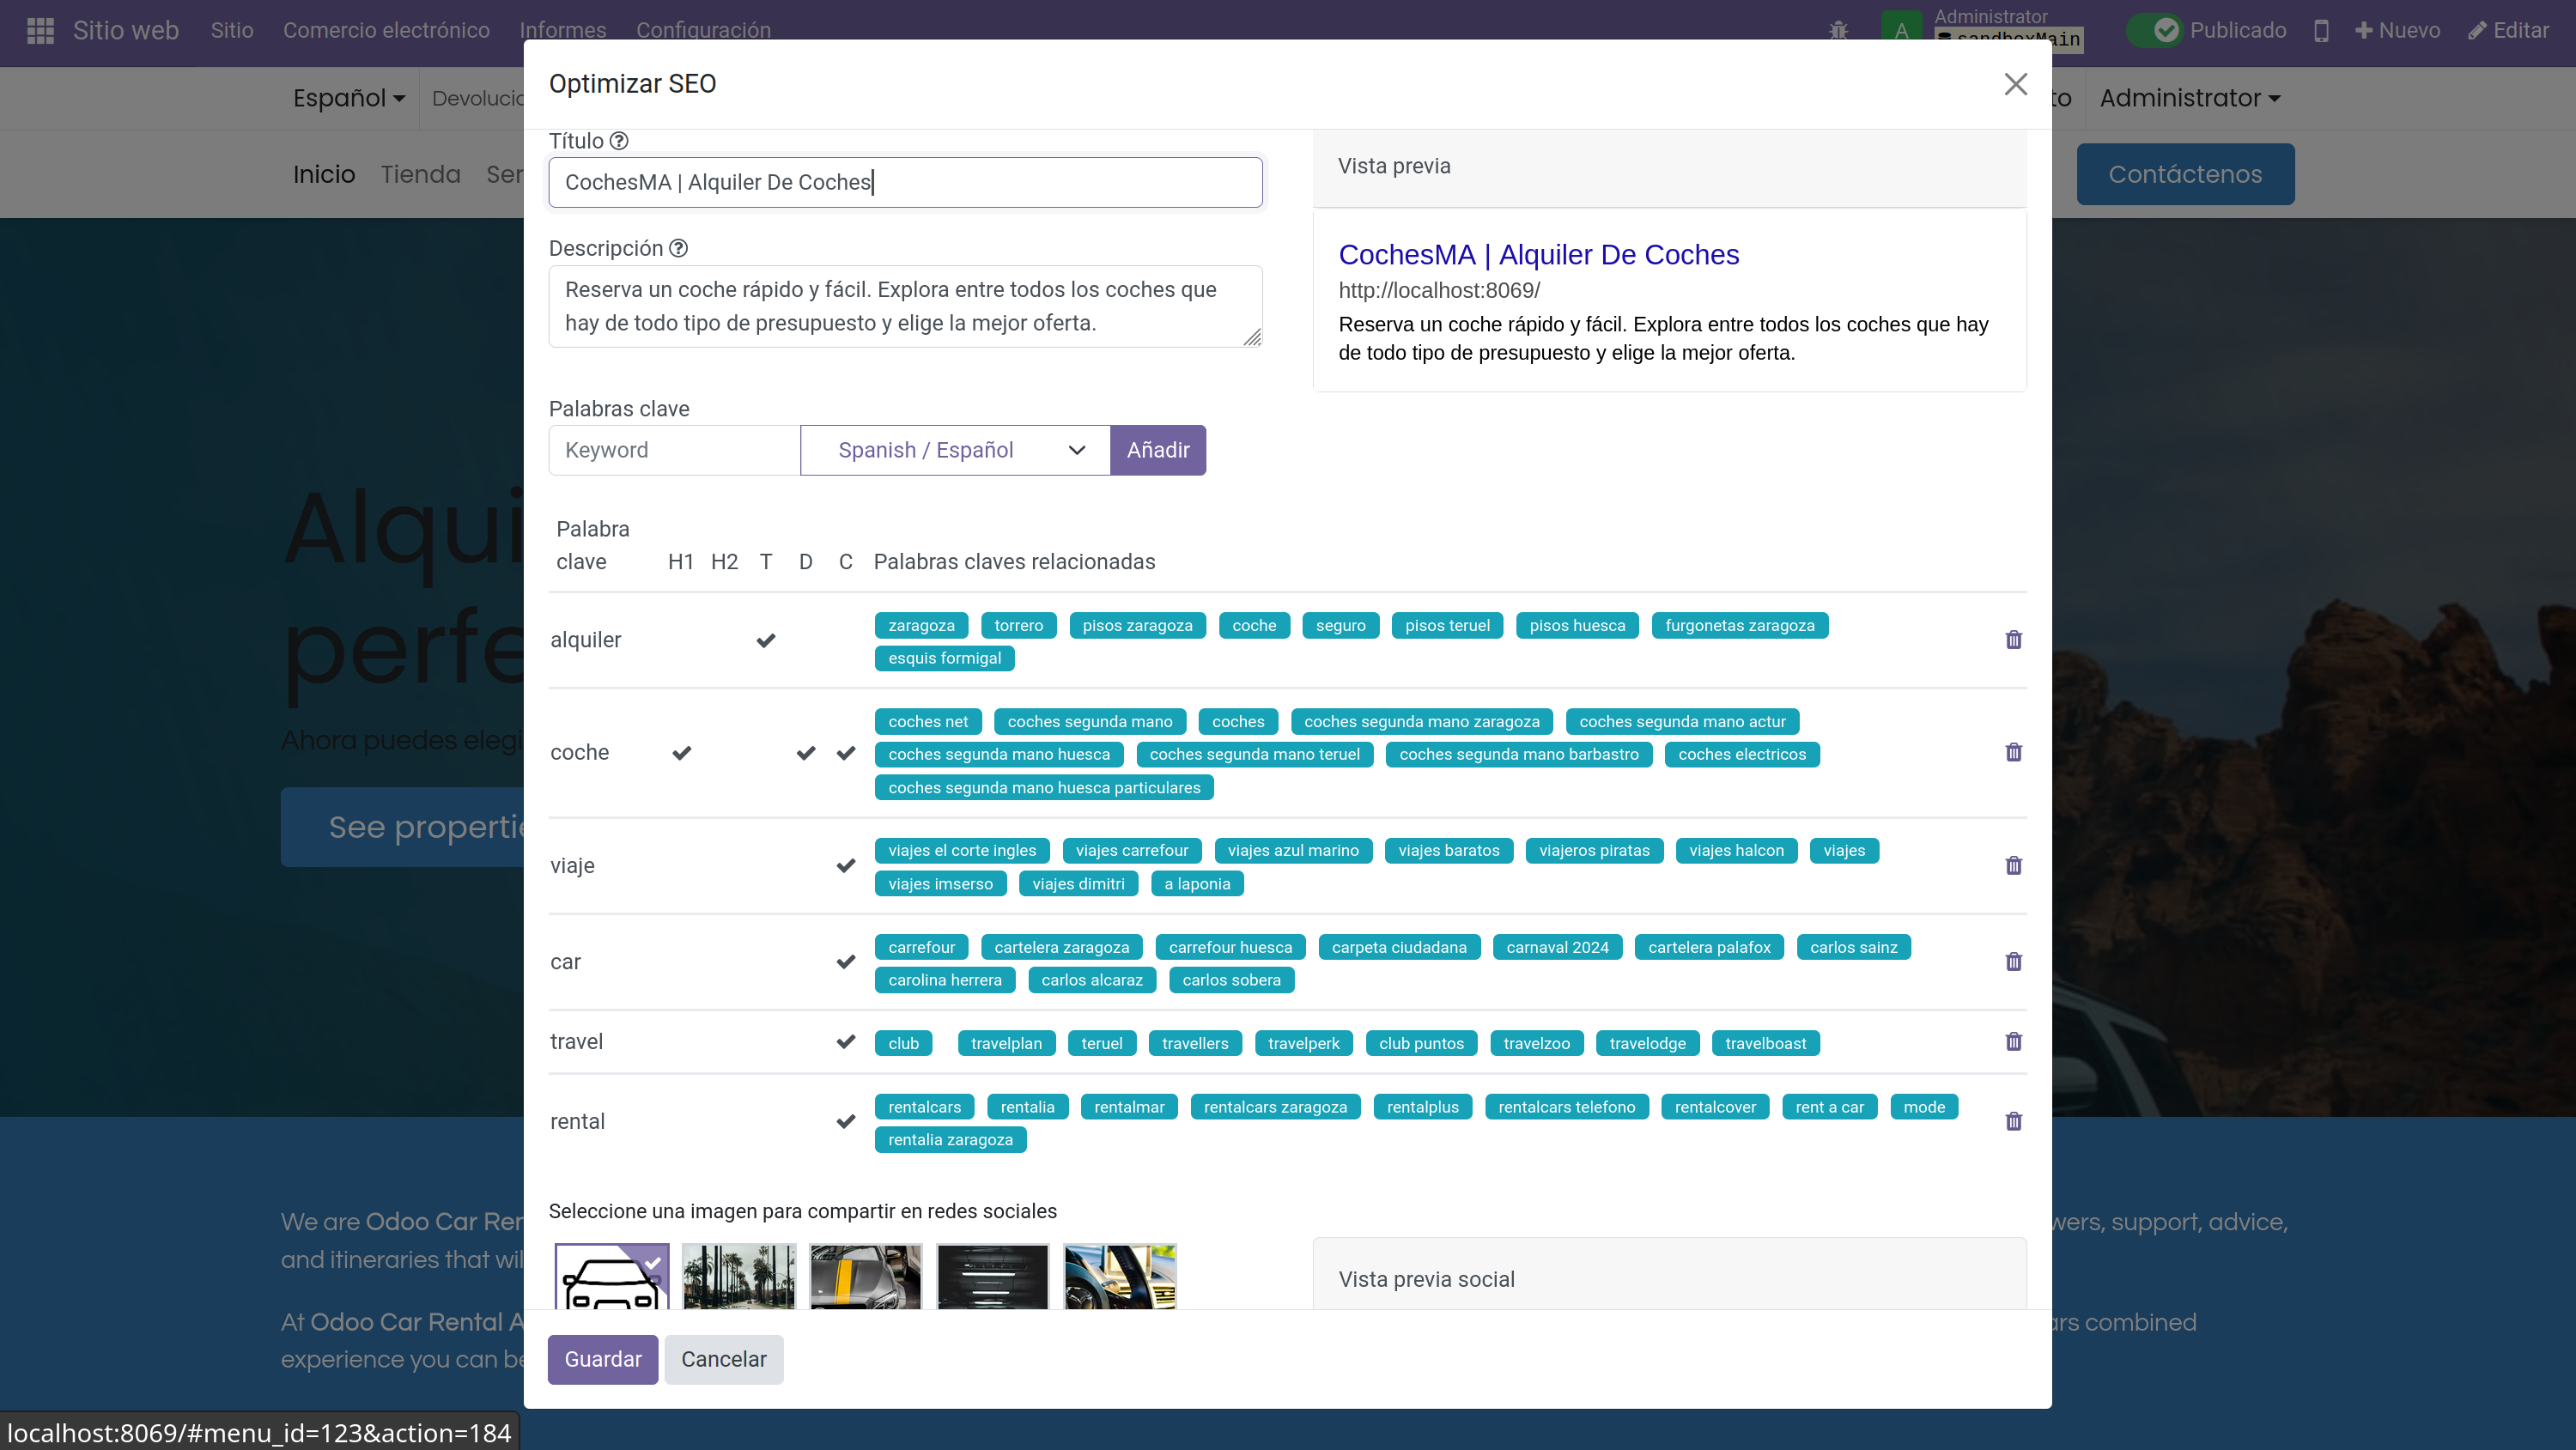 Sitio web Sitio Comercio electrónico Informes Configuración A Administrator Publicado Nuevo Editar
sandboxMain
Español Devoluci to Administrator
Inicio Tienda Ser Contáctenos
Optimizar SEO
Título
CochesMA | Alquiler De Coches
Descripción
Reserva un coche rápido y fácil. Explora entre todos los coches que
hay de todo tipo de presupuesto y elige la mejor oferta.
Vista previa
CochesMA | Alquiler De Coches
http://localhost:8069/
Reserva un coche rápido y fácil. Explora entre todos los coches que hay
de todo tipo de presupuesto y elige la mejor oferta.
Palabras clave
Keyword Spanish / Español Añadir
Palabra
clave H1 H2 T D C Palabras claves relacionadas
alquiler zaragoza torrero pisos zaragoza coche seguro pisos teruel pisos huesca furgonetas zaragoza
esquis formigal
coche coches net coches segunda mano coches coches segunda mano zaragoza coches segunda mano actur
coches segunda mano huesca coches segunda mano teruel coches segunda mano barbastro coches electricos
coches segunda mano huesca particulares
viaje viajes el corte ingles viajes carrefour viajes azul marino viajes baratos viajeros piratas viajes halcon viajes
viajes imserso viajes dimitri a laponia
car carrefour cartelera zaragoza carrefour huesca carpeta ciudadana carnaval 2024 cartelera palafox carlos sainz
carolina herrera carlos alcaraz carlos sobera
travel club travelplan teruel travellers travelperk club puntos travelzoo travelodge travelboast
rental rentalcars rentalia rentalmar rentalcars zaragoza rentalplus rentalcars telefono rentalcover rent a car mode
rentalia zaragoza
Seleccione una imagen para compartir en redes sociales
Vista previa social
Guardar Cancelar
Alqui
perfe
Ahora puedes elegi
See properti
We are Odoo Car Ren wers, support, advice,
and itineraries that wil
At Odoo Car Rental A ars combined
experience you can be
localhost:8069/#menu_id=123&action=184